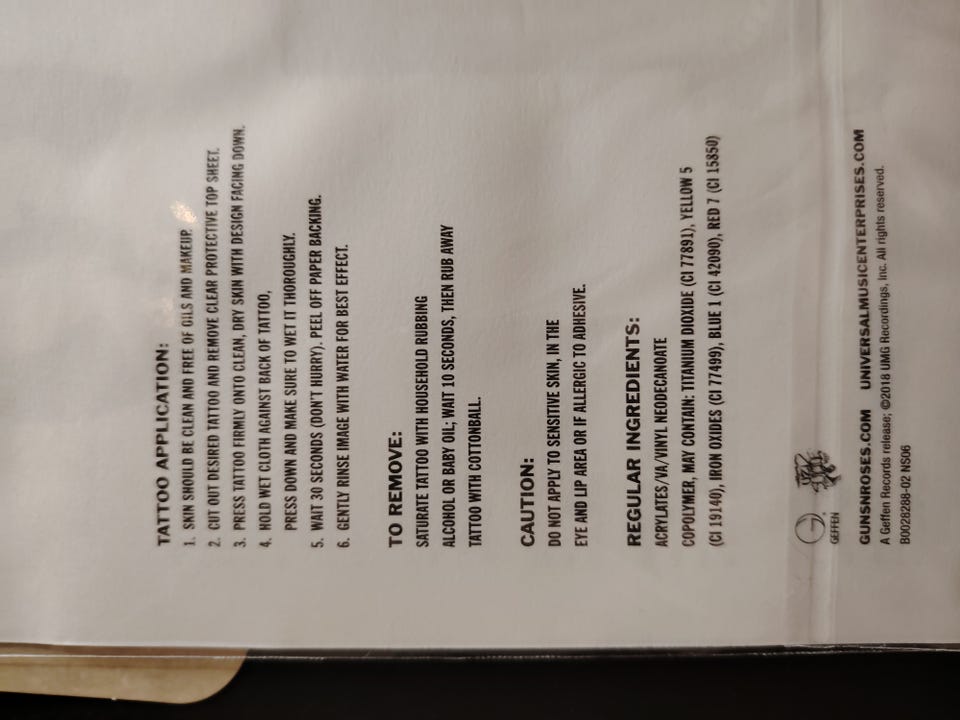 TATTOO APPLICATION:
1. SKIN SHOULD BE CLEAN AND FREE OF OILS AND MAKEUP.
2. CUT OUT DESIRED TATTOO AND REMOVE CLEAR PROTECTIVE TOP SHEET.
3. PRESS TATTOO FIRMLY ONTO CLEAN, DRY SKIN WITH DESIGN FACING DOWN.
4. HOLD WET CLOTH AGAINST BACK OF TATTOO,
PRESS DOWN AND MAKE SURE TO WET IT THOROUGHLY.
5. WAIT 30 SECONDS (DON'T HURRY). PEEL OFF PAPER BACKING.
6. GENTLY RINSE IMAGE WITH WATER FOR BEST EFFECT.
TO REMOVE:
SATURATE TATTOO WITH HOUSEHOLD RUBBING
ALCOHOL OR BABY OIL; WAIT 10 SECONDS, THEN RUB AWAY
TATTOO WITH COTTONBALL.
CAUTION:
DO NOT APPLY TO SENSITIVE SKIN, IN THE
EYE AND LIP AREA OR IF ALLERGIC TO ADHESIVE.
REGULAR INGREDIENTS:
ACRYLATES/VA/VINYL NEODECANOATE
COPOLYMER, MAY CONTAIN: TITANIUM DIOXIDE (CI 77891), YELLOW 5
(CI 19140), IRON OXIDES (CI 77499), BLUE 1 (CI 42090), RED 7 (CI 15850)
GEFFEN
GUNSNROSES.COM UNIVERSALMUSICENTERPRISES.COM
A Geffen Records release; ©2018 UMG Recordings, Inc. All rights reserved.
B0028288-02 NS06